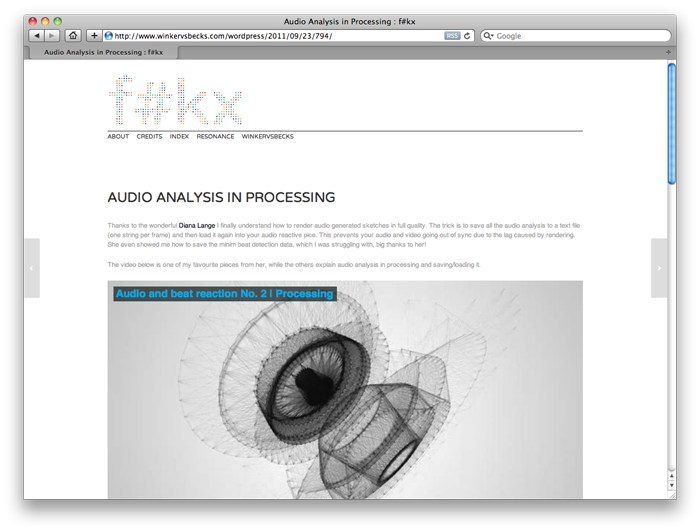 Audio Analysis in Processing : f#kx
http://www.winkervsbecks.com/wordpress/2011/09/23/794/
RSS
Google
Audio Analysis in Processing : f#kx
f#kx
ABOUT CREDITS INDEX RESONANCE WINKERVSBECKS
AUDIO ANALYSIS IN PROCESSING
Thanks to the wonderful Diana Lange I finally understand how to render audio generated sketches in full quality. The trick is to save all the audio analysis to a text file
(one string per frame) and then load it again into your audio reactive pice. This prevents your audio and video going out of sync due to the lag caused by rendering.
She even showed me how to save the minim beat detection data, which I was struggling with, big thanks to her!
The video below is one of my favourite pieces from her, while the others explain audio analysis in processing and saving/loading it.
Audio and beat reaction No. 2 I Processing